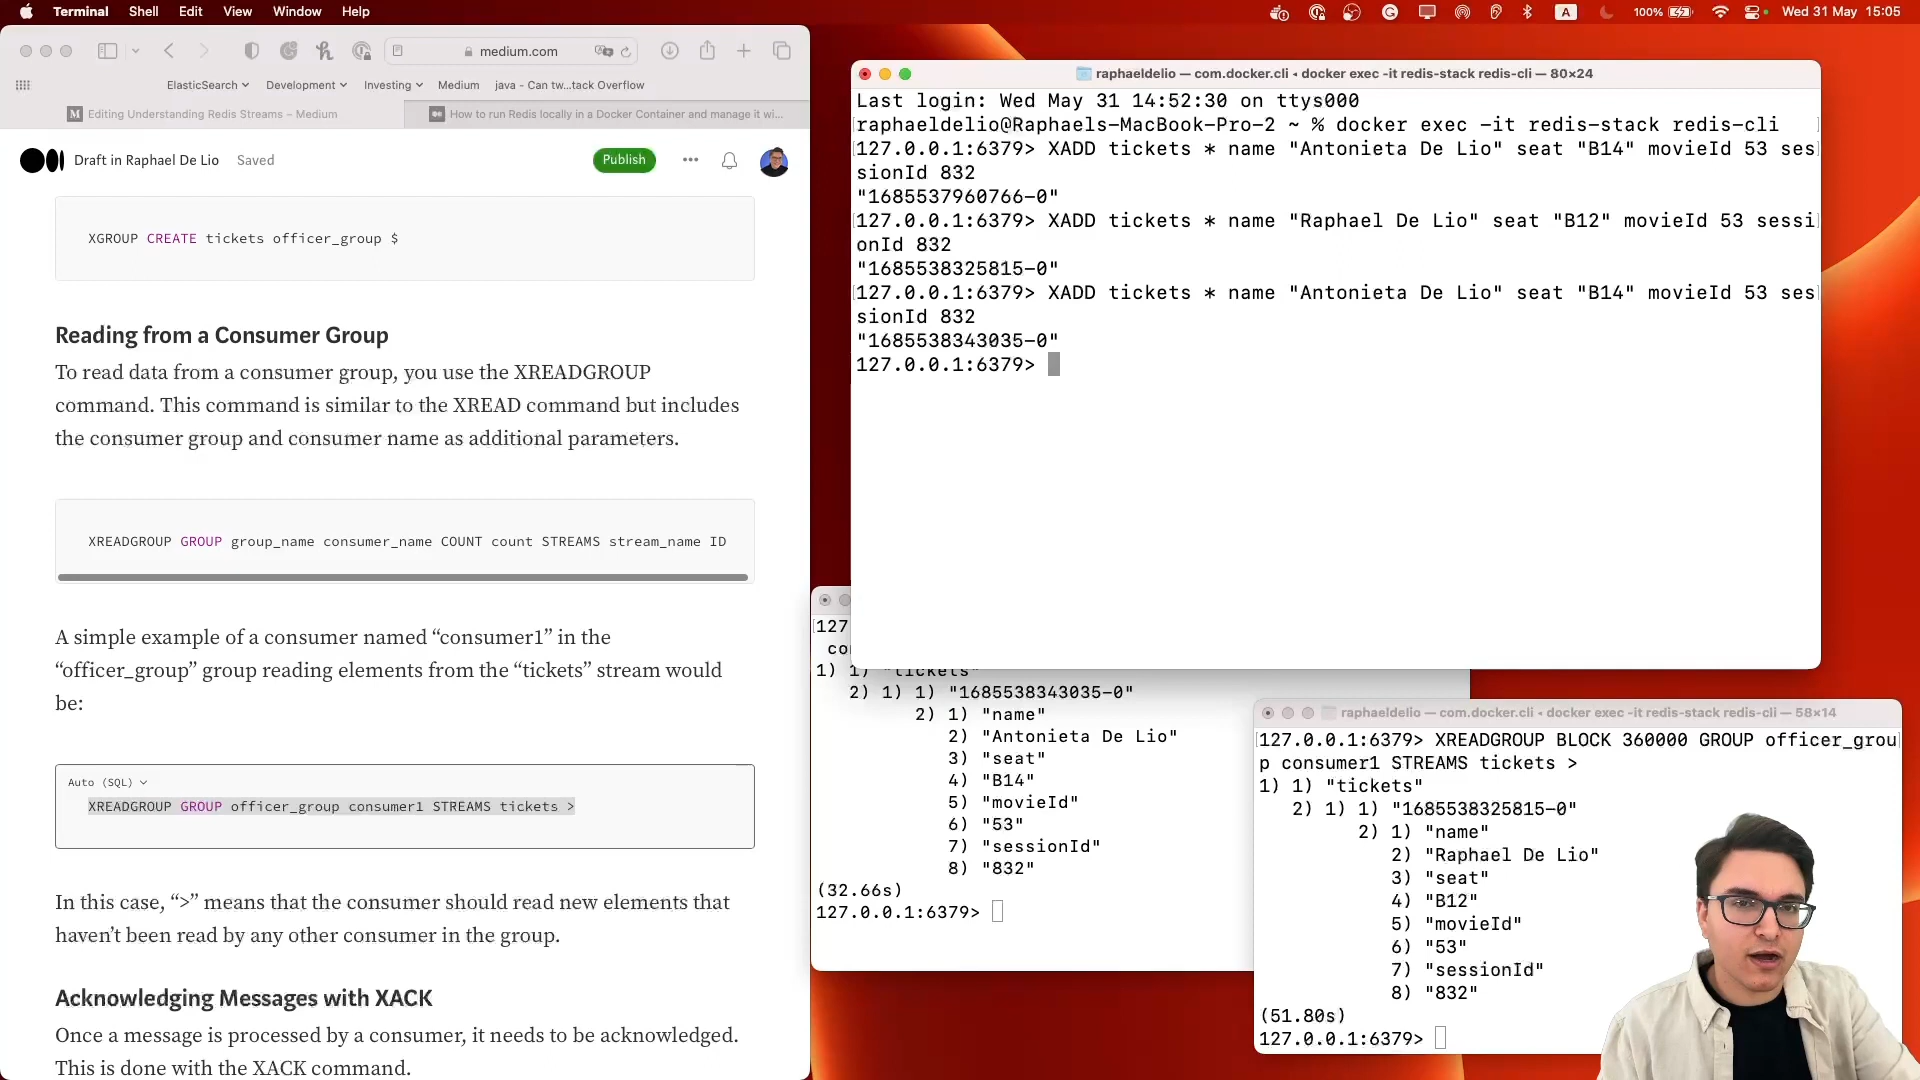 Terminal Shell Edit View Window Help
A 100% Wed 31 May 15:05
medium.com
ElasticSearch Development Investing Medium java - Can tw...tack Overflow
M Editing Understanding Redis Streams – Medium
How to run Redis locally in a Docker Container and manage it wi...
Draft in Raphael De Lio Saved Publish
XGROUP CREATE tickets officer_group $
Reading from a Consumer Group
To read data from a consumer group, you use the XREADGROUP
command. This command is similar to the XREAD command but includes
the consumer group and consumer name as additional parameters.
XREADGROUP GROUP group_name consumer_name COUNT count STREAMS stream_name ID
A simple example of a consumer named “consumer1” in the
“officer_group” group reading elements from the “tickets” stream would
be:
Auto (SQL)
XREADGROUP GROUP officer_group consumer1 STREAMS tickets >
In this case, “>” means that the consumer should read new elements that
haven’t been read by any other consumer in the group.
Acknowledging Messages with XACK
Once a message is processed by a consumer, it needs to be acknowledged.
This is done with the XACK command.
raphaeldelio — com.docker.cli ◂ docker exec -it redis-stack redis-cli — 80×24
Last login: Wed May 31 14:52:30 on ttys000
raphaeldelio@Raphaels-MacBook-Pro-2 ~ % docker exec -it redis-stack redis-cli
127.0.0.1:6379> XADD tickets * name "Antonieta De Lio" seat "B14" movieId 53 ses
sionId 832
"1685537960766-0"
127.0.0.1:6379> XADD tickets * name "Raphael De Lio" seat "B12" movieId 53 sessi
onId 832
"1685538325815-0"
127.0.0.1:6379> XADD tickets * name "Antonieta De Lio" seat "B14" movieId 53 ses
sionId 832
"1685538343035-0"
127.0.0.1:6379>
127
co
1) 1) "tickets"
2) 1) 1) "1685538343035-0"
2) 1) "name"
2) "Antonieta De Lio"
3) "seat"
4) "B14"
5) "movieId"
6) "53"
7) "sessionId"
8) "832"
(32.66s)
127.0.0.1:6379>
raphaeldelio — com.docker.cli ◂ docker exec -it redis-stack redis-cli — 58×14
127.0.0.1:6379> XREADGROUP BLOCK 360000 GROUP officer_grou
p consumer1 STREAMS tickets >
1) 1) "tickets"
2) 1) 1) "1685538325815-0"
2) 1) "name"
2) "Raphael De Lio"
3) "seat"
4) "B12"
5) "movieId"
6) "53"
7) "sessionId"
8) "832"
(51.80s)
127.0.0.1:6379>